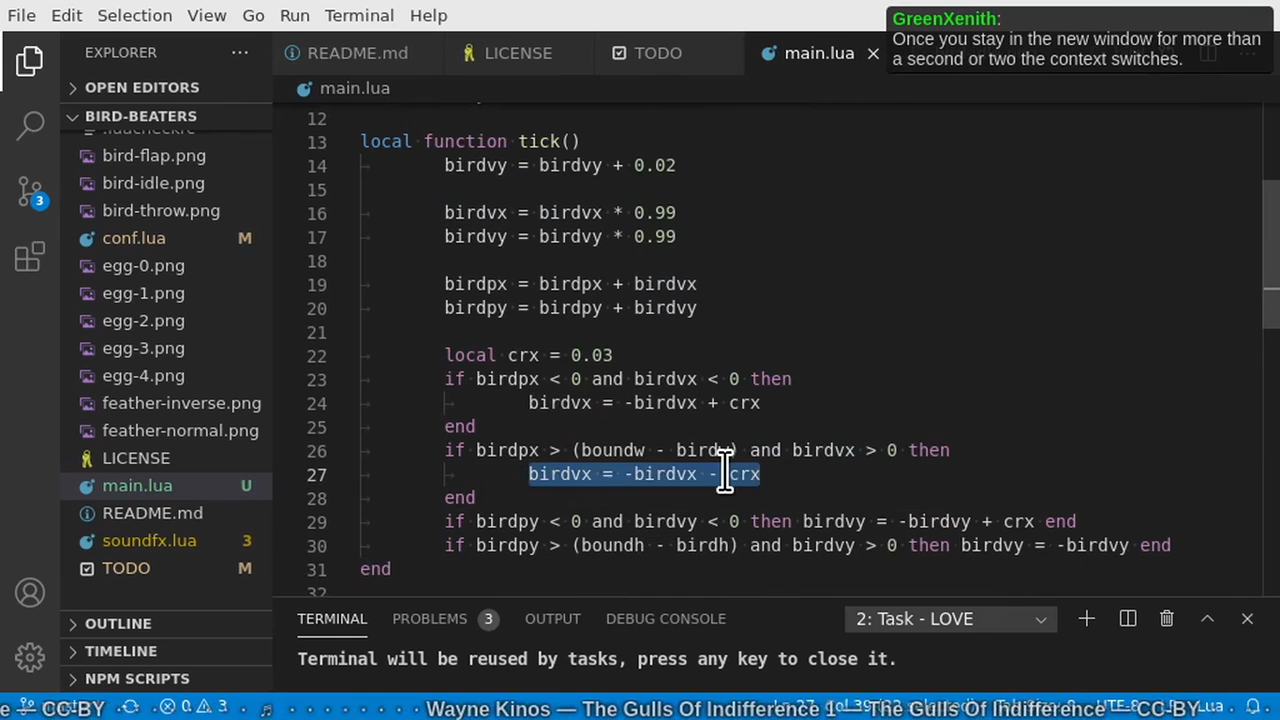 File Edit Selection View Go Run Terminal Help
GreenXenith:
Once you stay in the new window for more than
a second or two the context switches.
EXPLORER ···
README.md
LICENSE
TODO
main.lua
OPEN EDITORS
main.lua
BIRD-BEATERS
.luacheckrc
bird-flap.png
bird-idle.png
bird-throw.png
conf.lua M
egg-0.png
egg-1.png
egg-2.png
egg-3.png
egg-4.png
feather-inverse.png
feather-normal.png
LICENSE
main.lua U
README.md
soundfx.lua 3
TODO M
OUTLINE
TIMELINE
NPM SCRIPTS
3
12
13 local function tick()
14 birdvy = birdvy + 0.02
15
16 birdvx = birdvx * 0.99
17 birdvy = birdvy * 0.99
18
19 birdpx = birdpx + birdvx
20 birdpy = birdpy + birdvy
21
22 local crx = 0.03
23 if birdpx < 0 and birdvx < 0 then
24 birdvx = -birdvx + crx
25 end
26 if birdpx > (boundw - birdw) and birdvx > 0 then
27 birdvx = -birdvx - crx
28 end
29 if birdpy < 0 and birdvy < 0 then birdvy = -birdvy + crx end
30 if birdpy > (boundh - birdh) and birdvy > 0 then birdvy = -birdvy end
31 end
32
TERMINAL PROBLEMS 3 OUTPUT DEBUG CONSOLE 2: Task - LOVE
Terminal will be reused by tasks, press any key to close it.
0 3
e — CC-BY Wayne Kinos — The Gulls Of Indifference 1 — The Gulls Of Indifference — CC-BY Lua